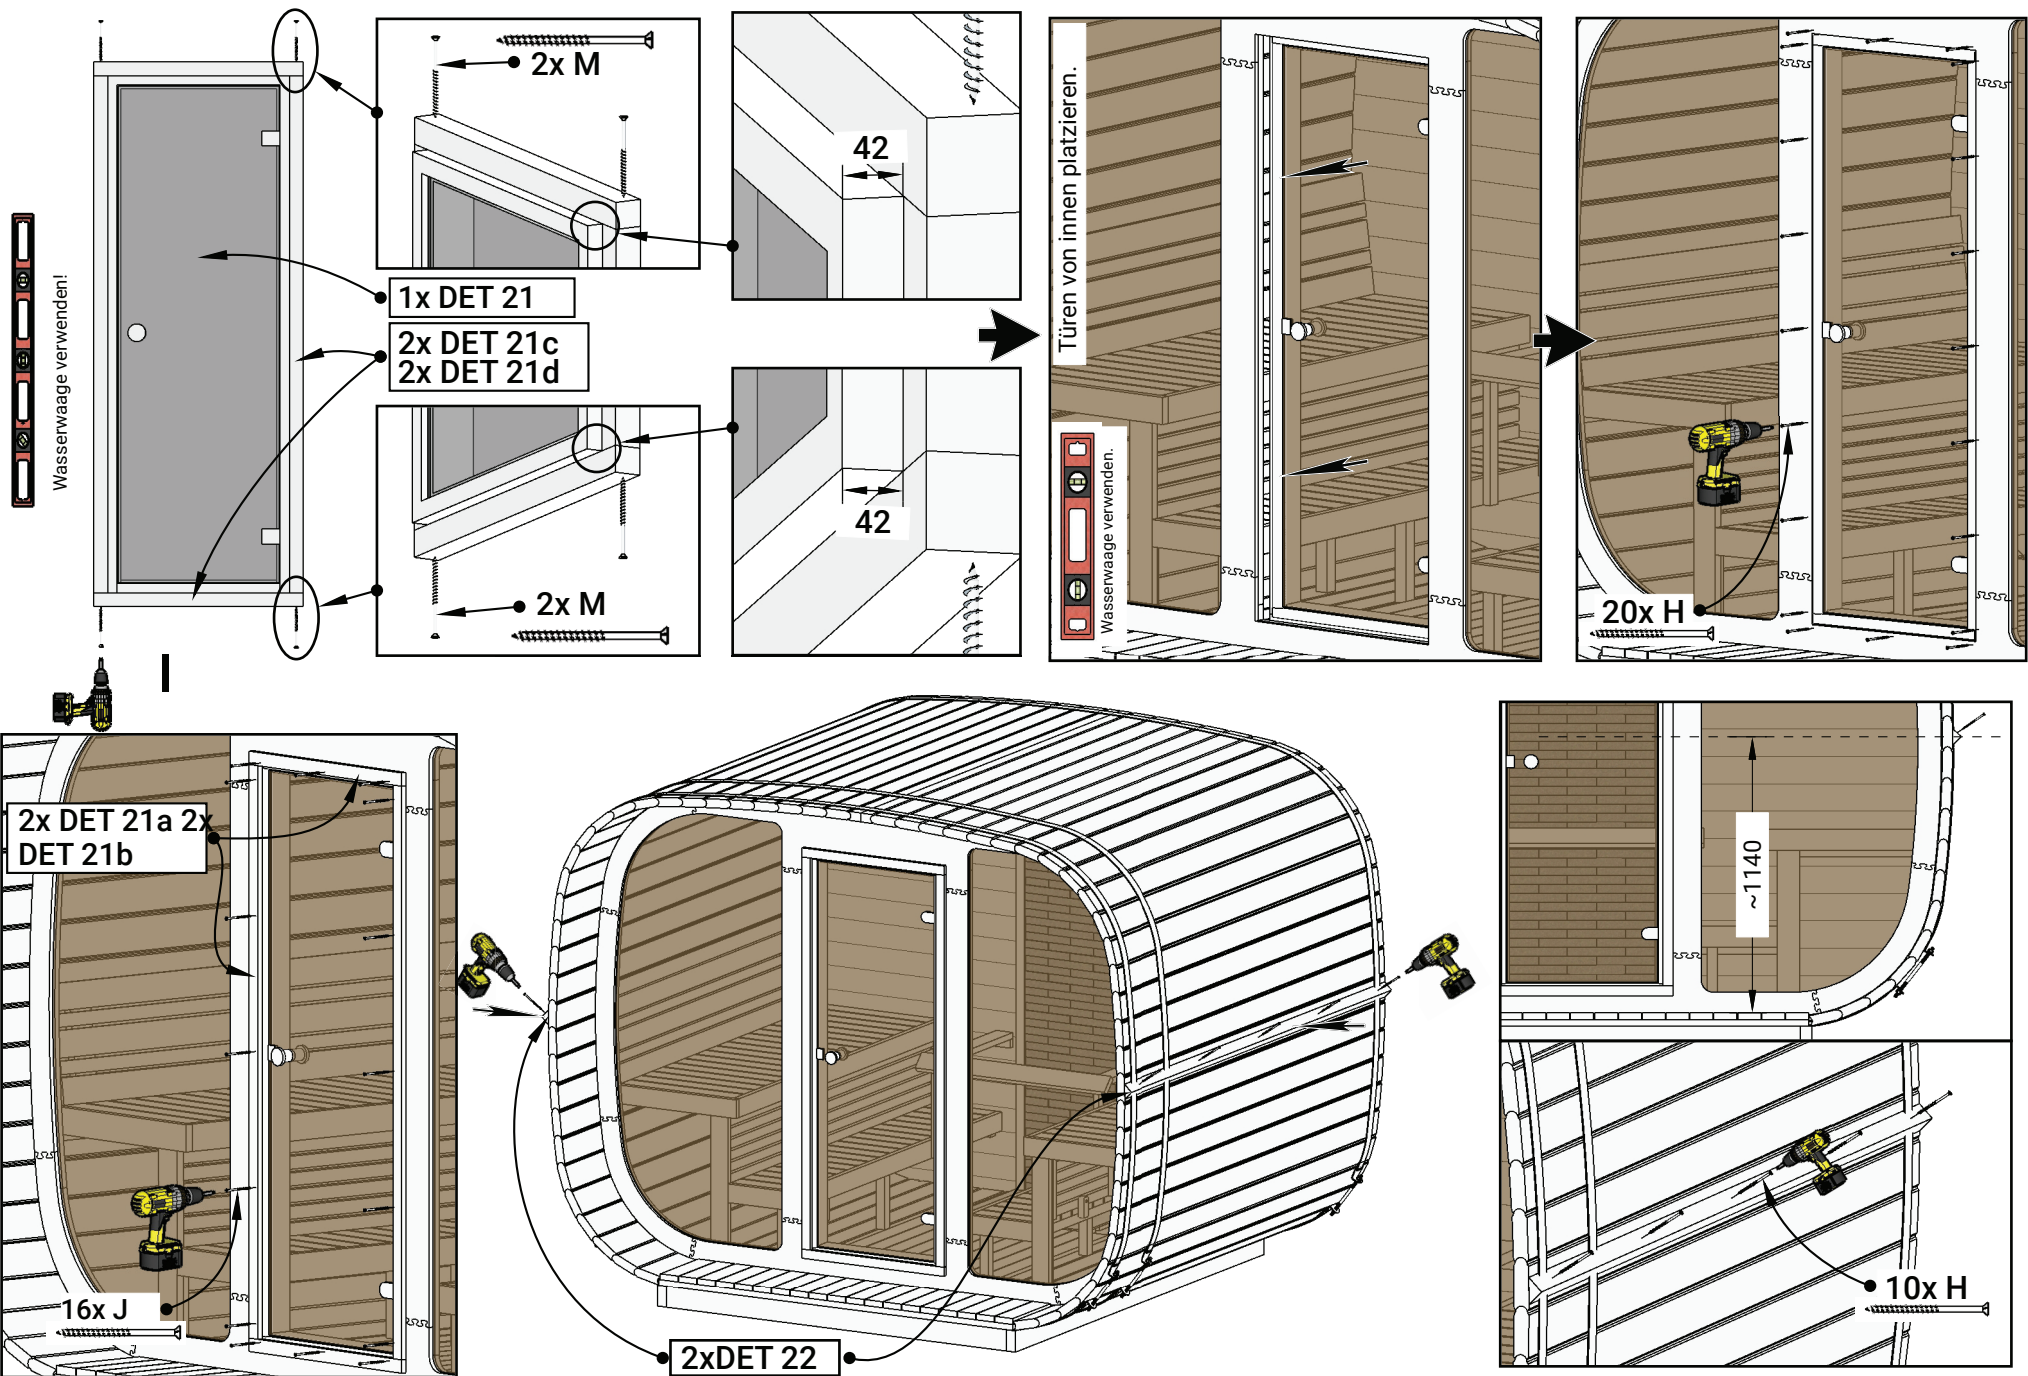 Wasserwaage verwenden!
2x M
42
1x DET 21
2x DET 21c
2x DET 21d
42
2x M
Türen von innen platzieren.
Wasserwaage verwenden.
20x H
2x DET 21a 2x
DET 21b
16x J
2xDET 22
~1140
10x H